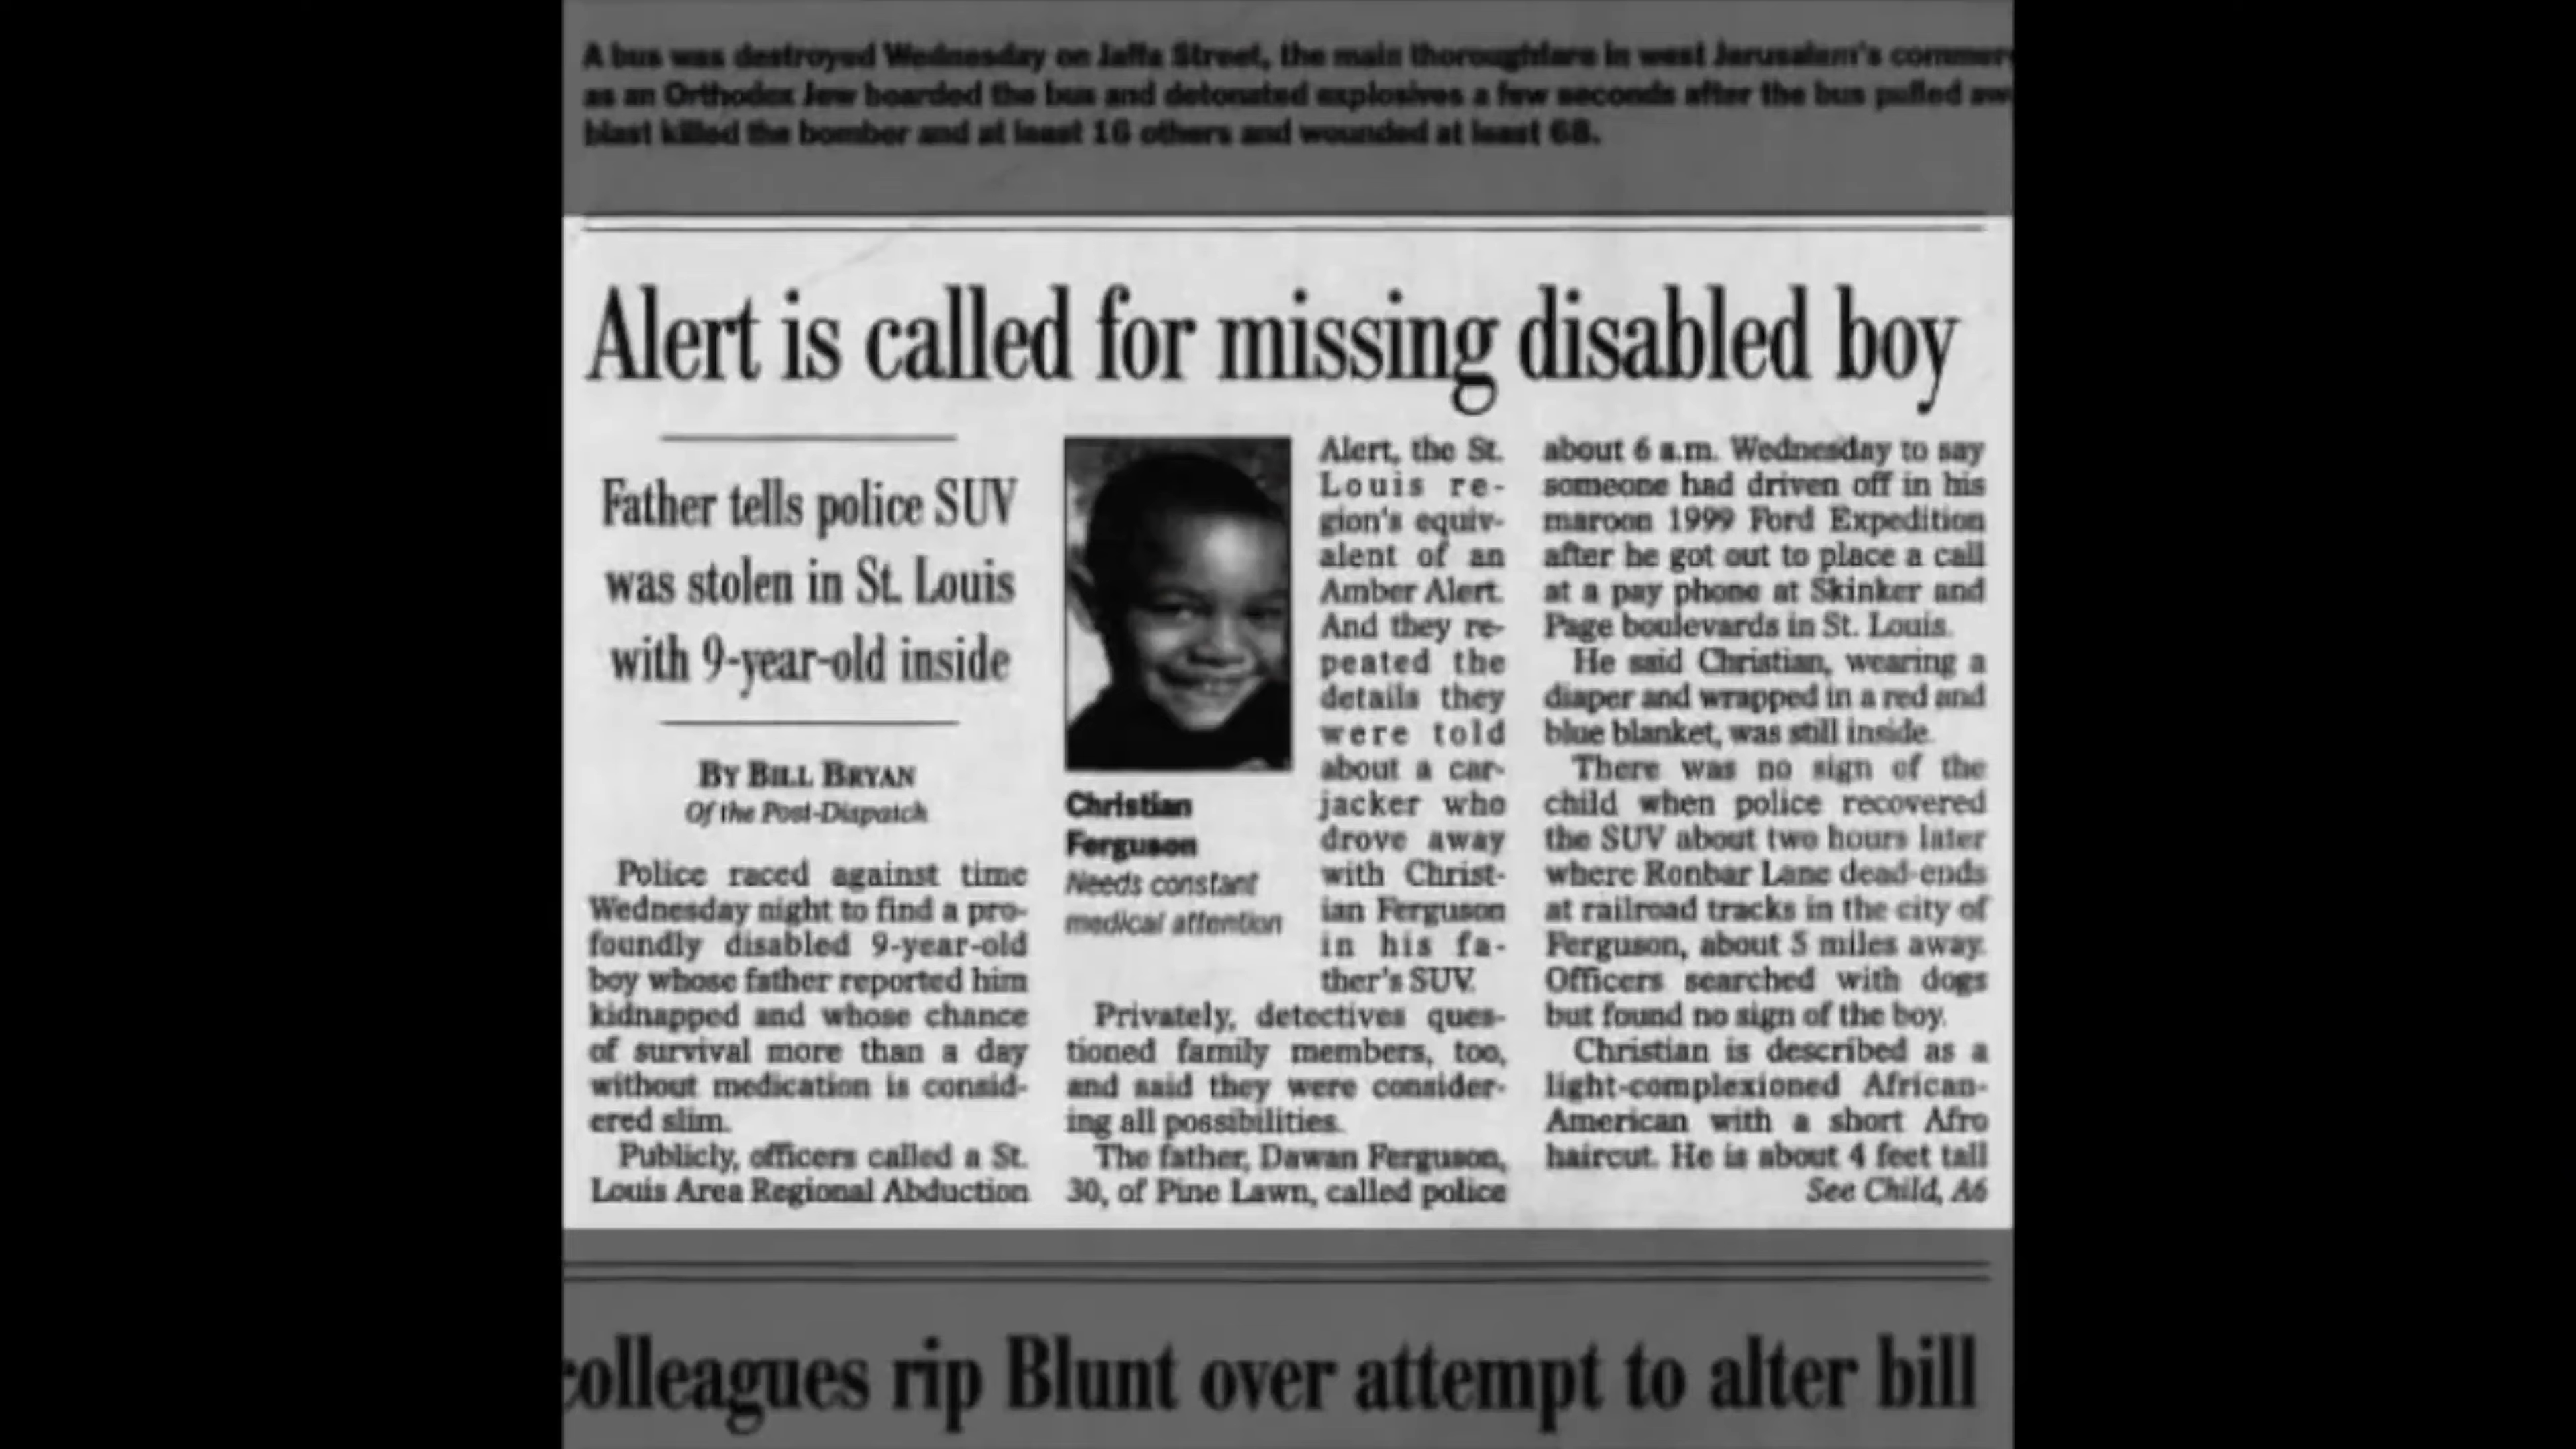 A bus was destroyed Wednesday on Jaffa Street, the main thoroughfare in west Jerusalem's commer
as an Orthodox Jew boarded the bus and detonated explosives a few seconds after the bus pulled aw
blast killed the bomber and at least 16 others and wounded at least 68.
Alert is called for missing disabled boy
Father tells police SUV
was stolen in St. Louis
with 9-year-old inside
BY BILL BRYAN
Of the Post-Dispatch
Police raced against time
Wednesday night to find a pro-
foundly disabled 9-year-old
boy whose father reported him
kidnapped and whose chance
of survival more than a day
without medication is consid-
ered slim.
Publicly, officers called a St.
Louis Area Regional Abduction
Christian
Ferguson
Needs constant
medical attention
Alert, the St.
Louis re-
gion's equiv-
alent of an
Amber Alert.
And they re-
peated the
details they
were told
about a car-
jacker who
drove away
with Christ-
ian Ferguson
in his fa-
ther's SUV.
Privately, detectives ques-
tioned family members, too,
and said they were consider-
ing all possibilities.
The father, Dawan Ferguson,
30, of Pine Lawn, called police
about 6 a.m. Wednesday to say
someone had driven off in his
maroon 1999 Ford Expedition
after he got out to place a call
at a pay phone at Skinker and
Page boulevards in St. Louis.
He said Christian, wearing a
diaper and wrapped in a red and
blue blanket, was still inside.
There was no sign of the
child when police recovered
the SUV about two hours later
where Ronbar Lane dead-ends
at railroad tracks in the city of
Ferguson, about 5 miles away.
Officers searched with dogs
but found no sign of the boy.
Christian is described as a
light-complexioned African-
American with a short Afro
haircut. He is about 4 feet tall
See Child, A6
colleagues rip Blunt over attempt to alter bill